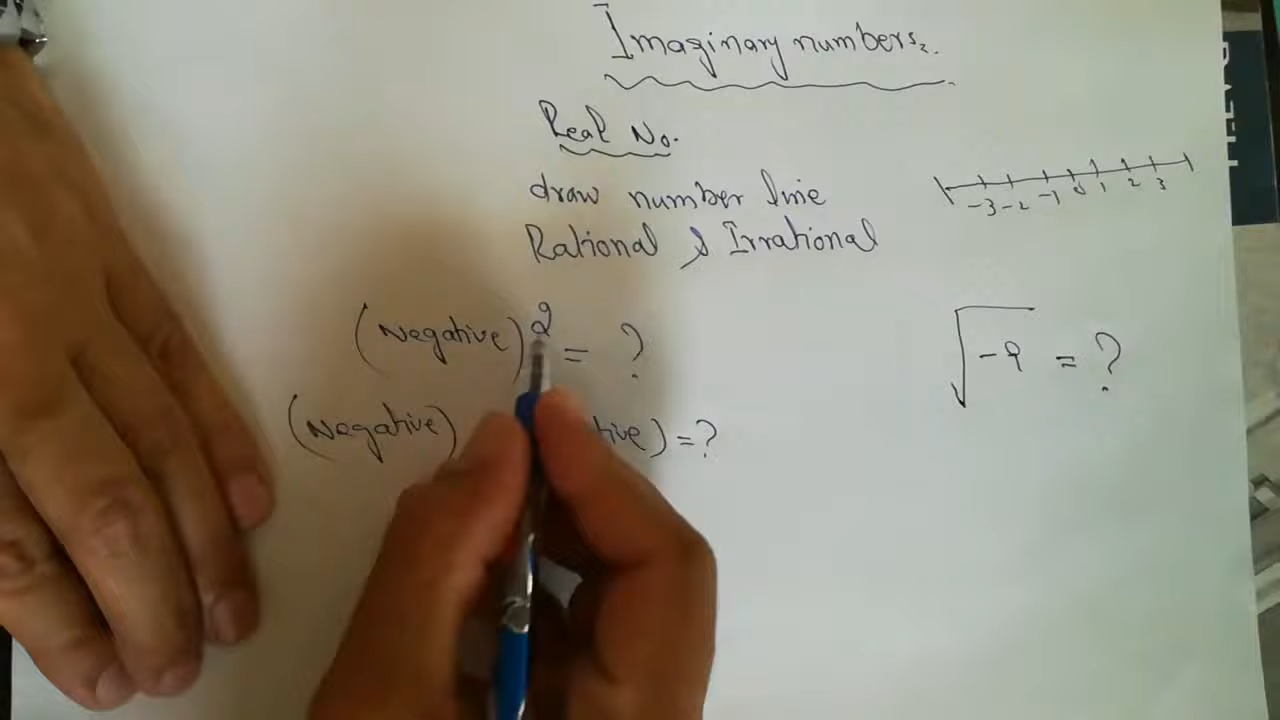 Imaginary numbers.
Real No.
draw number line
-3 -2 -1 0 1 2 3
Rational & Irrational
(Negative)² = ?
√-9 = ?
(Negative) tive) = ?